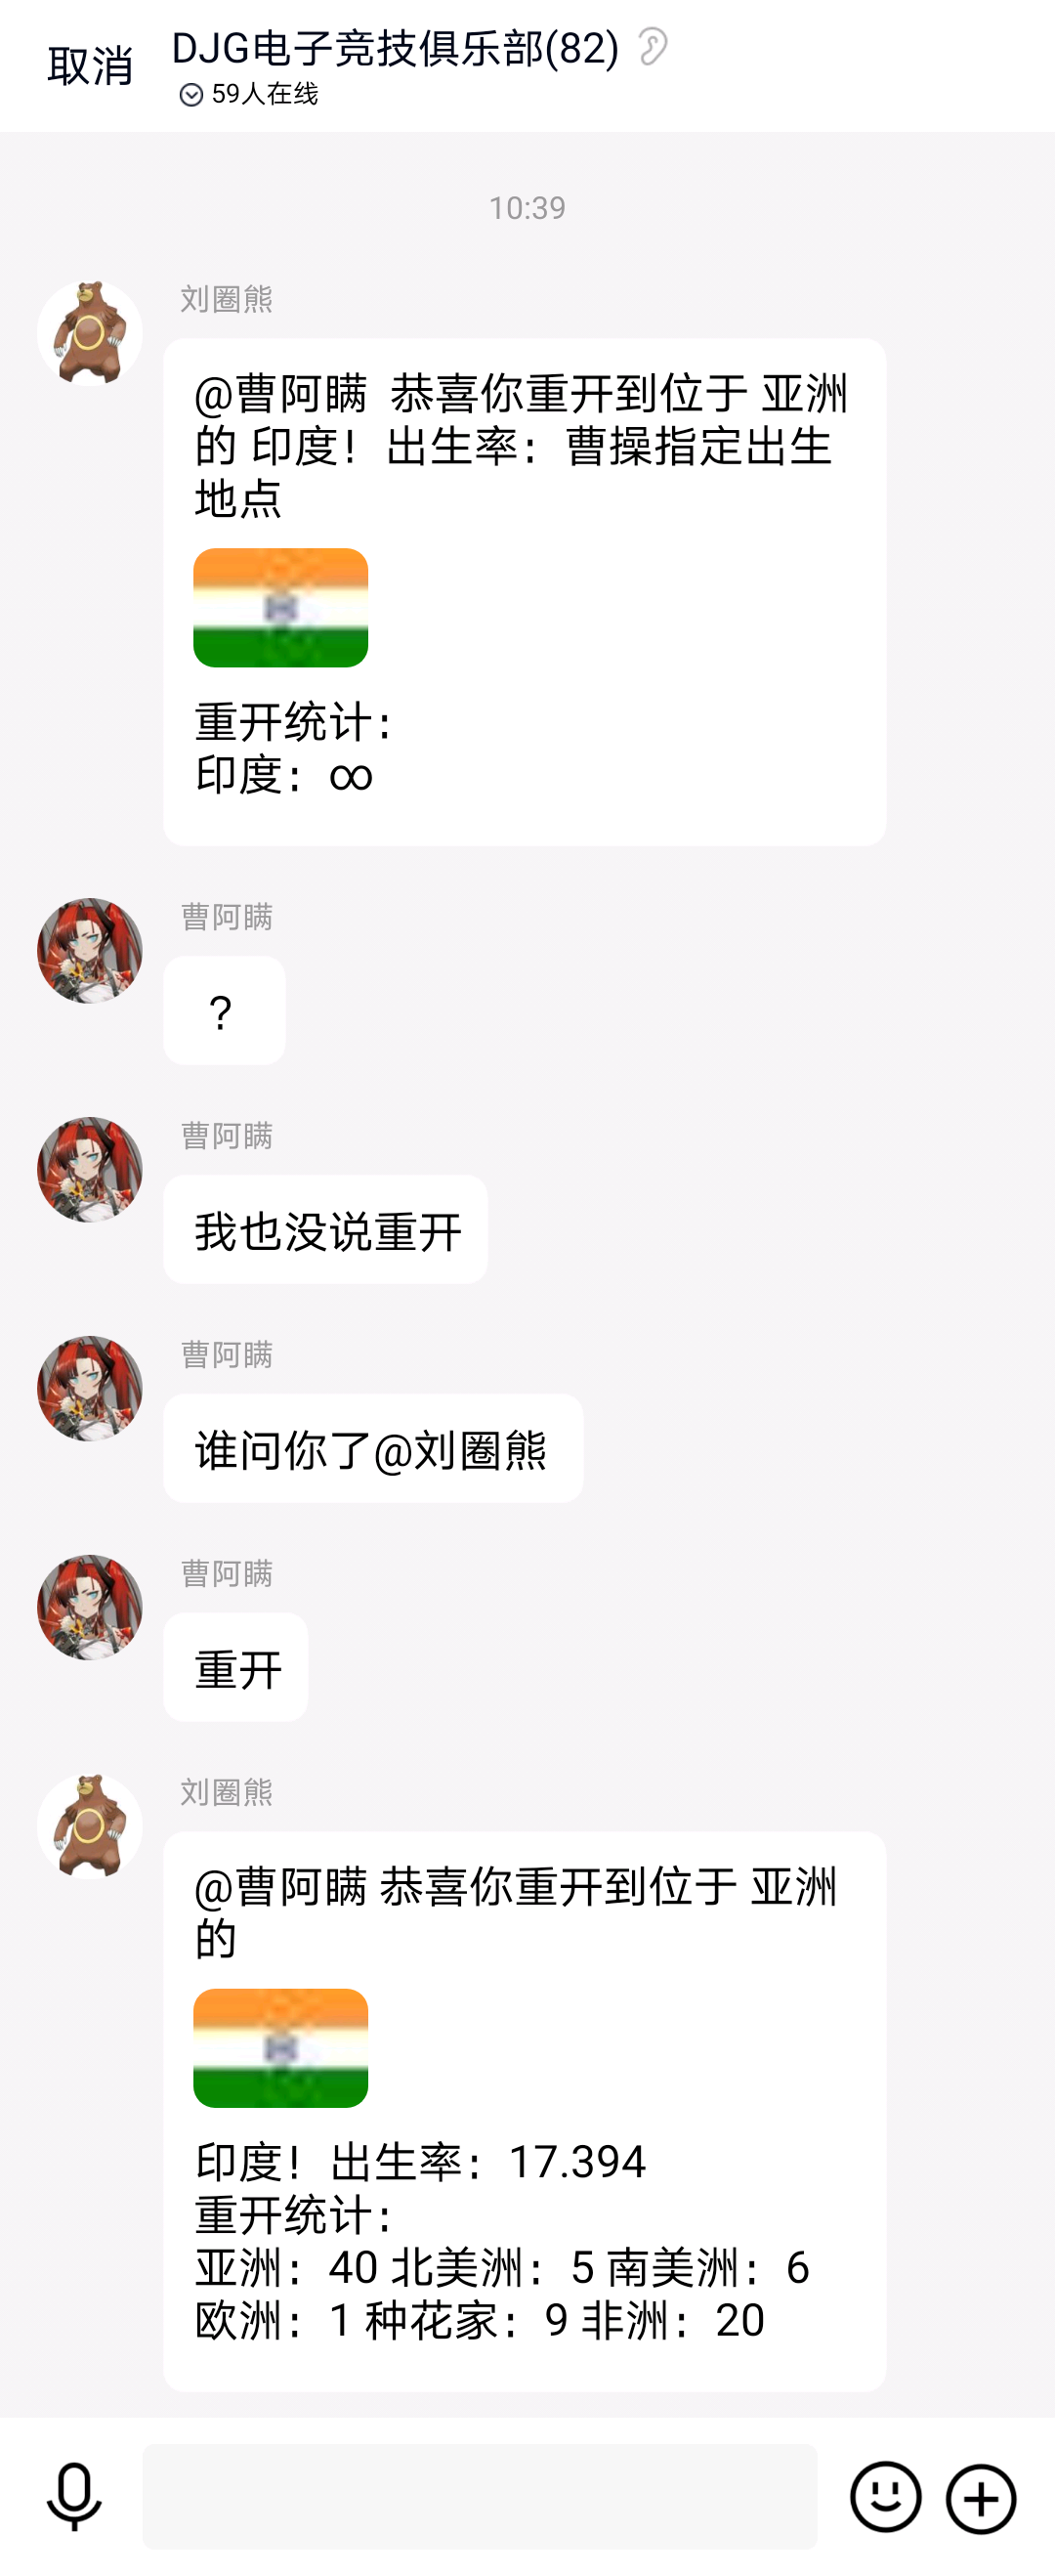 取消
DJG电子竞技俱乐部(82)
59人在线
10:39
刘圈熊
@曹阿瞒 恭喜你重开到位于 亚洲
的 印度！ 出生率：曹操指定出生
地点
重开统计：
印度：∞
曹阿瞒
？
曹阿瞒
我也没说重开
曹阿瞒
谁问你了@刘圈熊
曹阿瞒
重开
刘圈熊
@曹阿瞒 恭喜你重开到位于 亚洲
的
印度！出生率：17.394
重开统计：
亚洲：40 北美洲：5 南美洲：6
欧洲：1 种花家：9 非洲：20